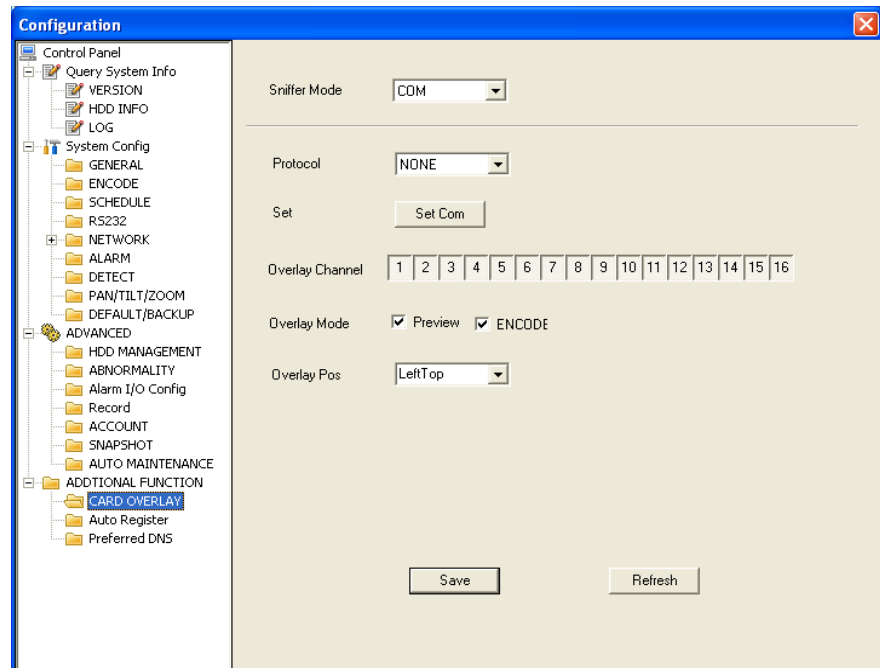 Configuration
Control Panel
Query System Info
VERSION
HDD INFO
LOG
System Config
GENERAL
ENCODE
SCHEDULE
RS232
NETWORK
ALARM
DETECT
PAN/TILT/ZOOM
DEFAULT/BACKUP
ADVANCED
HDD MANAGEMENT
ABNORMALITY
Alarm I/O Config
Record
ACCOUNT
SNAPSHOT
AUTO MAINTENANCE
ADDTIONAL FUNCTION
CARD OVERLAY
Auto Register
Preferred DNS
Sniffer Mode COM
Protocol NONE
Set Set Com
Overlay Channel 1 2 3 4 5 6 7 8 9 10 11 12 13 14 15 16
Overlay Mode Preview ENCODE
Overlay Pos LeftTop
Save Refresh